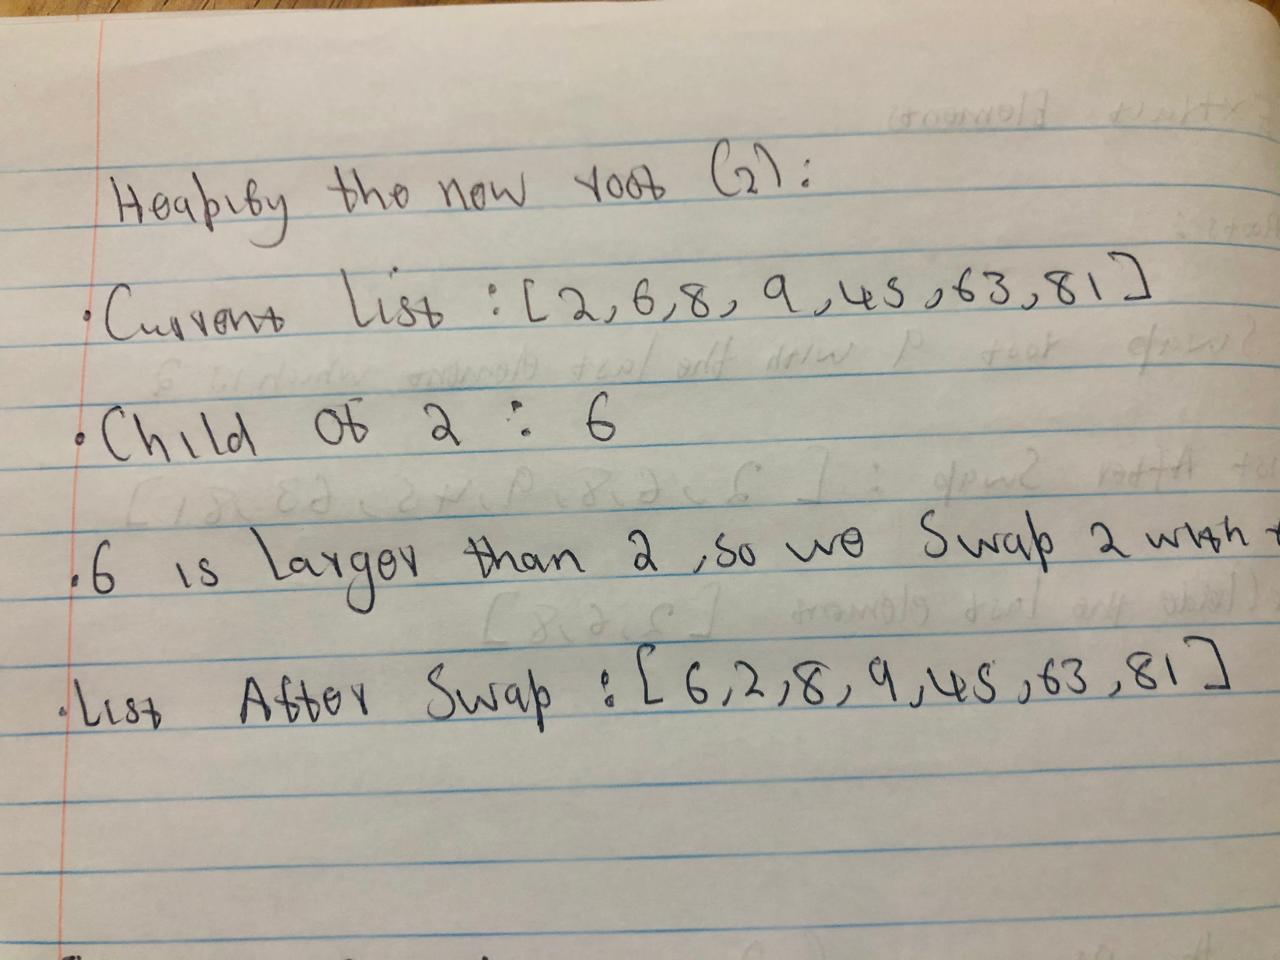 Heapify the new root (2):
• Current List : [2, 6, 8, 9, 45, 63, 81]
• Child of 2 : 6
• 6 is larger than 2, so we swap 2 with
• List After Swap : [6, 2, 8, 9, 45, 63, 81]